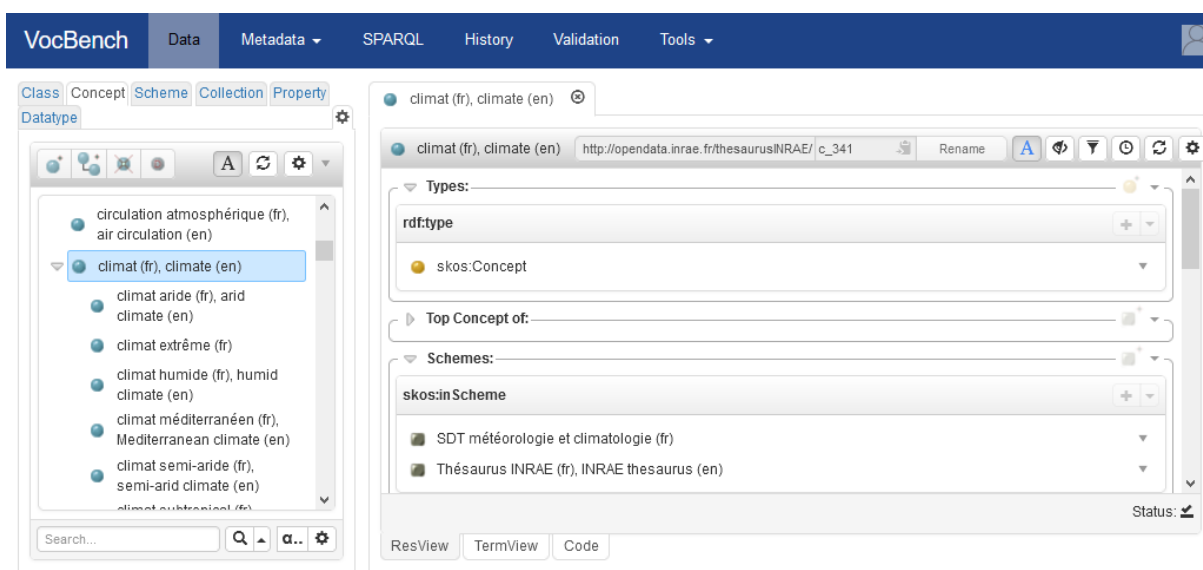 VocBench Data Metadata SPARQL History Validation Tools
Class Concept Scheme Collection Property
Datatype
A
circulation atmosphérique (fr),
air circulation (en)
climat (fr), climate (en)
climat aride (fr), arid
climate (en)
climat extrême (fr)
climat humide (fr), humid
climate (en)
climat méditerranéen (fr),
Mediterranean climate (en)
climat semi-aride (fr),
semi-arid climate (en)
climat subtropical (fr)
Search... α..
climat (fr), climate (en)
climat (fr), climate (en) http://opendata.inrae.fr/thesaurusINRAE/ c_341 Rename A
Types:
rdf:type
skos:Concept
Top Concept of:
Schemes:
skos:inScheme
SDT météorologie et climatologie (fr)
Thésaurus INRAE (fr), INRAE thesaurus (en)
Status:
ResView TermView Code